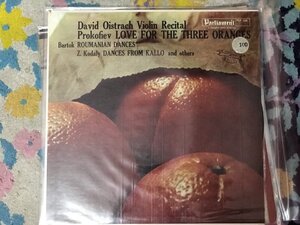 David Oistrach Violin Recital
Parliament
Prokofiev LOVE FOR THE THREE ORANGES
Bartok ROUMANIAN DANCES
Z. Kodaly DANCES FROM KALLO and others